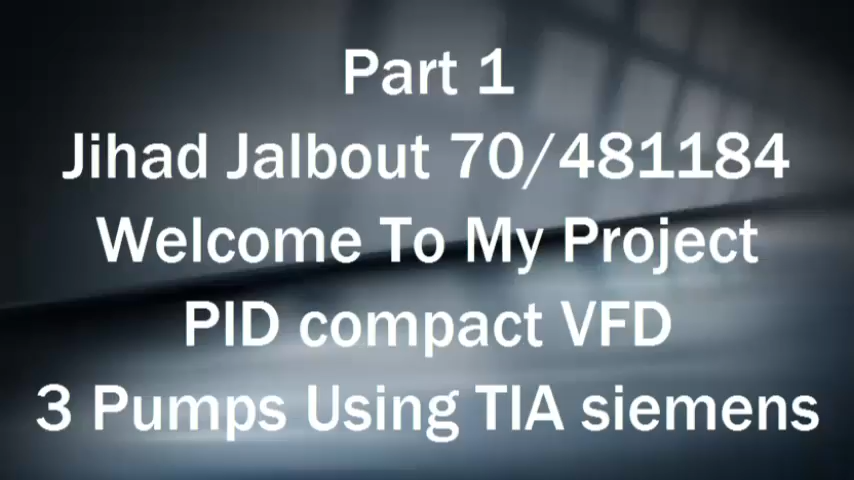 Part 1
Jihad Jalbout 70/481184
Welcome To My Project
PID compact VFD
3 Pumps Using TIA siemens